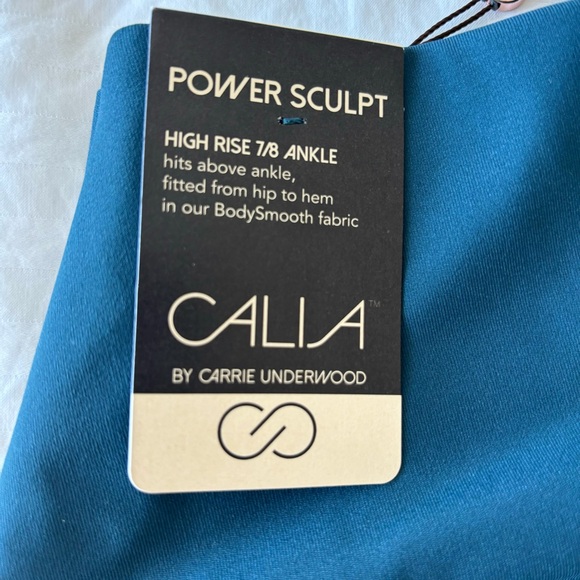 POWER SCULPT
HIGH RISE 7/8 ANKLE
hits above ankle,
fitted from hip to hem
in our BodySmooth fabric
CALIA™
BY CARRIE UNDERWOOD